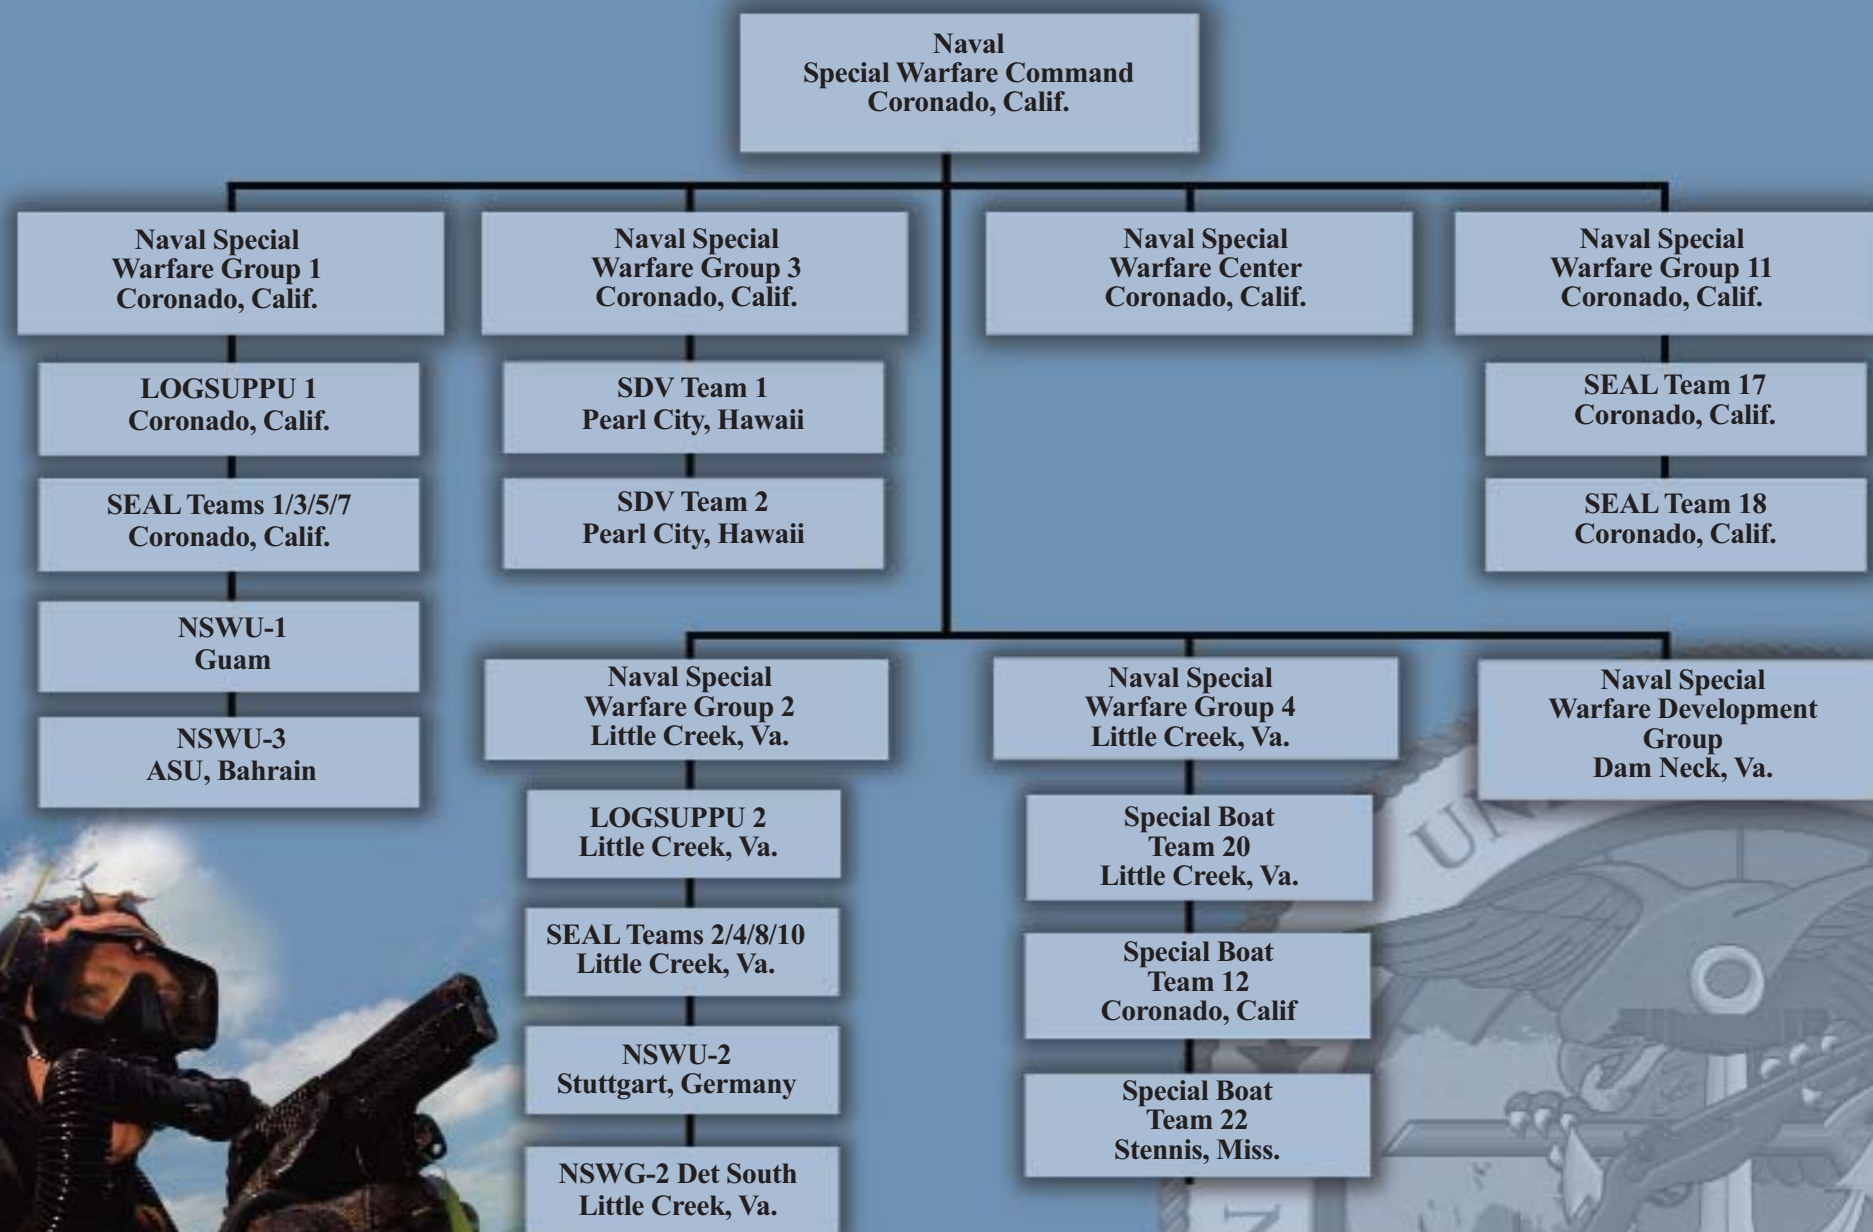 Naval
Special Warfare Command
Coronado, Calif.
Naval Special
Warfare Group 1
Coronado, Calif.
LOGSUPPU 1
Coronado, Calif.
SEAL Teams 1/3/5/7
Coronado, Calif.
NSWU-1
Guam
NSWU-3
ASU, Bahrain
Naval Special
Warfare Group 3
Coronado, Calif.
SDV Team 1
Pearl City, Hawaii
SDV Team 2
Pearl City, Hawaii
Naval Special
Warfare Center
Coronado, Calif.
Naval Special
Warfare Group 11
Coronado, Calif.
SEAL Team 17
Coronado, Calif.
SEAL Team 18
Coronado, Calif.
Naval Special
Warfare Group 2
Little Creek, Va.
LOGSUPPU 2
Little Creek, Va.
SEAL Teams 2/4/8/10
Little Creek, Va.
NSWU-2
Stuttgart, Germany
NSWG-2 Det South
Little Creek, Va.
Naval Special
Warfare Group 4
Little Creek, Va.
Special Boat
Team 20
Little Creek, Va.
Special Boat
Team 12
Coronado, Calif
Special Boat
Team 22
Stennis, Miss.
Naval Special
Warfare Development
Group
Dam Neck, Va.